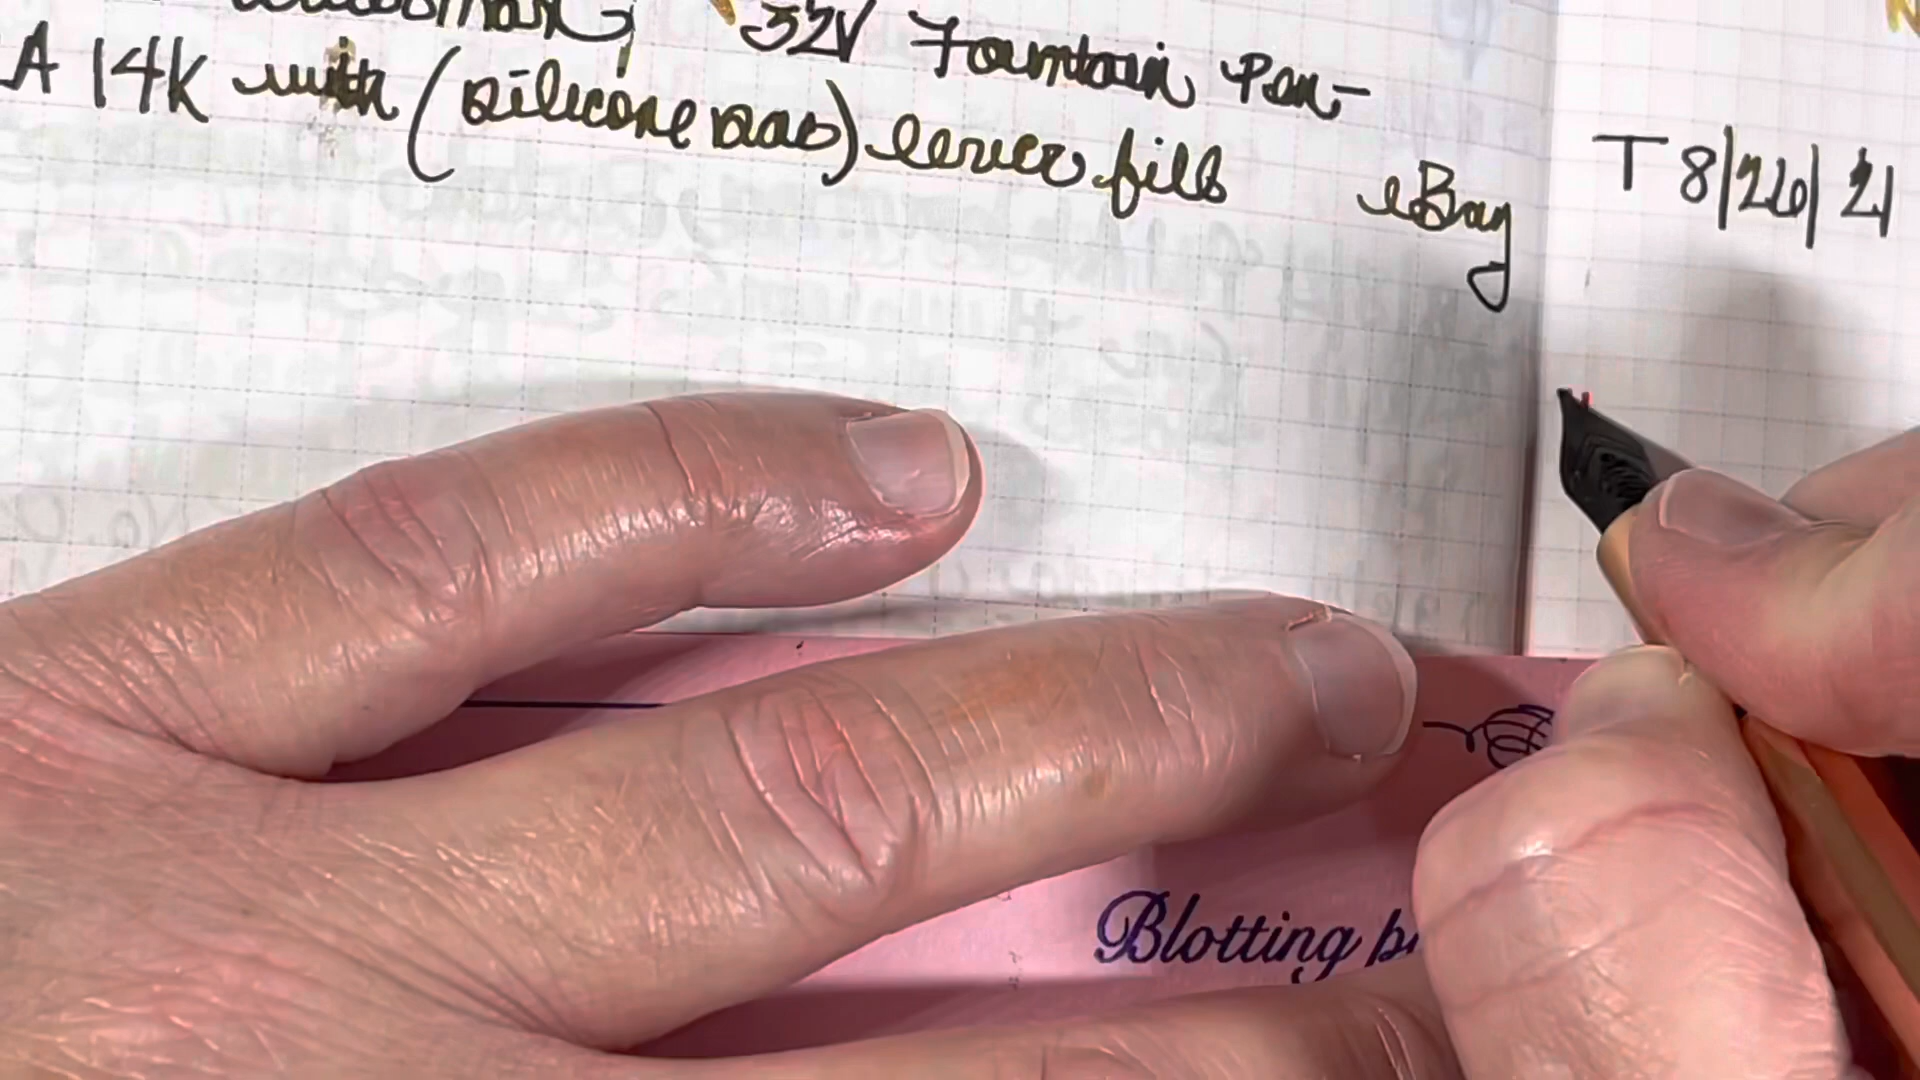 32V Fountain Pen-
A 14K with (silicone sac) lever fill eBay
T 8/26/21
Blotting